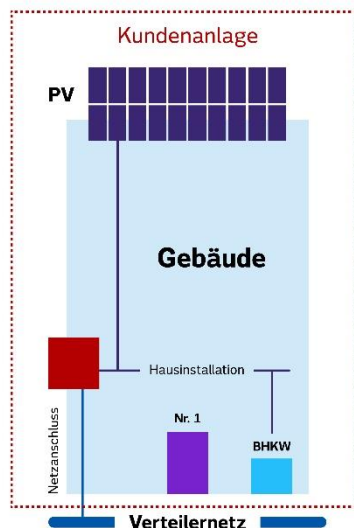 Kundenanlage
PV
Gebäude
Hausinstallation
Netzanschluss
Nr. 1
BHKW
Verteilernetz